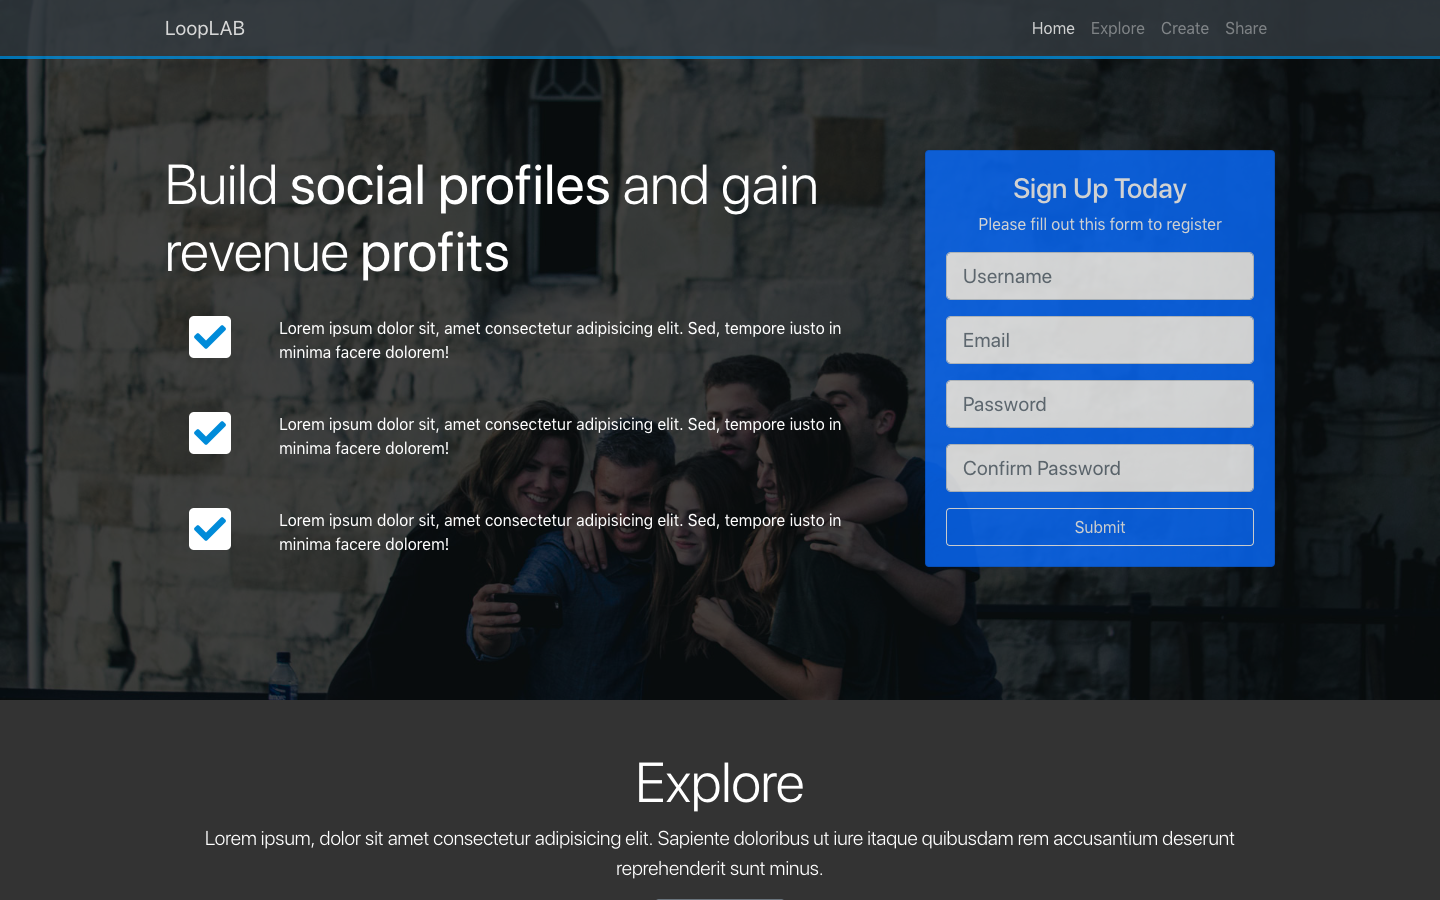 LoopLAB
Home Explore Create Share
Build social profiles and gain
revenue profits
Lorem ipsum dolor sit, amet consectetur adipisicing elit. Sed, tempore iusto in
minima facere dolorem!
Lorem ipsum dolor sit, amet consectetur adipisicing elit. Sed, tempore iusto in
minima facere dolorem!
Lorem ipsum dolor sit, amet consectetur adipisicing elit. Sed, tempore iusto in
minima facere dolorem!
Sign Up Today
Please fill out this form to register
Username
Email
Password
Confirm Password
Submit
Explore
Lorem ipsum, dolor sit amet consectetur adipisicing elit. Sapiente doloribus ut iure itaque quibusdam rem accusantium deserunt
reprehenderit sunt minus.